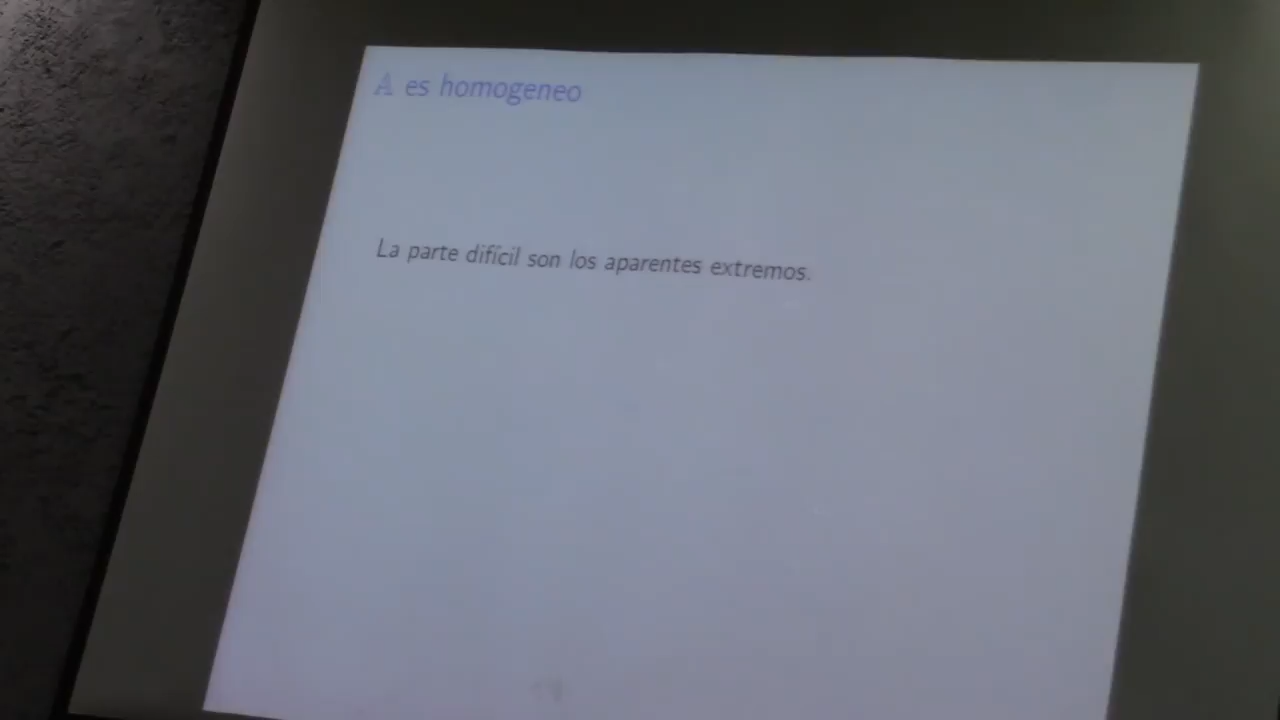 𝔸 es homogeneo
La parte difícil son los aparentes extremos.